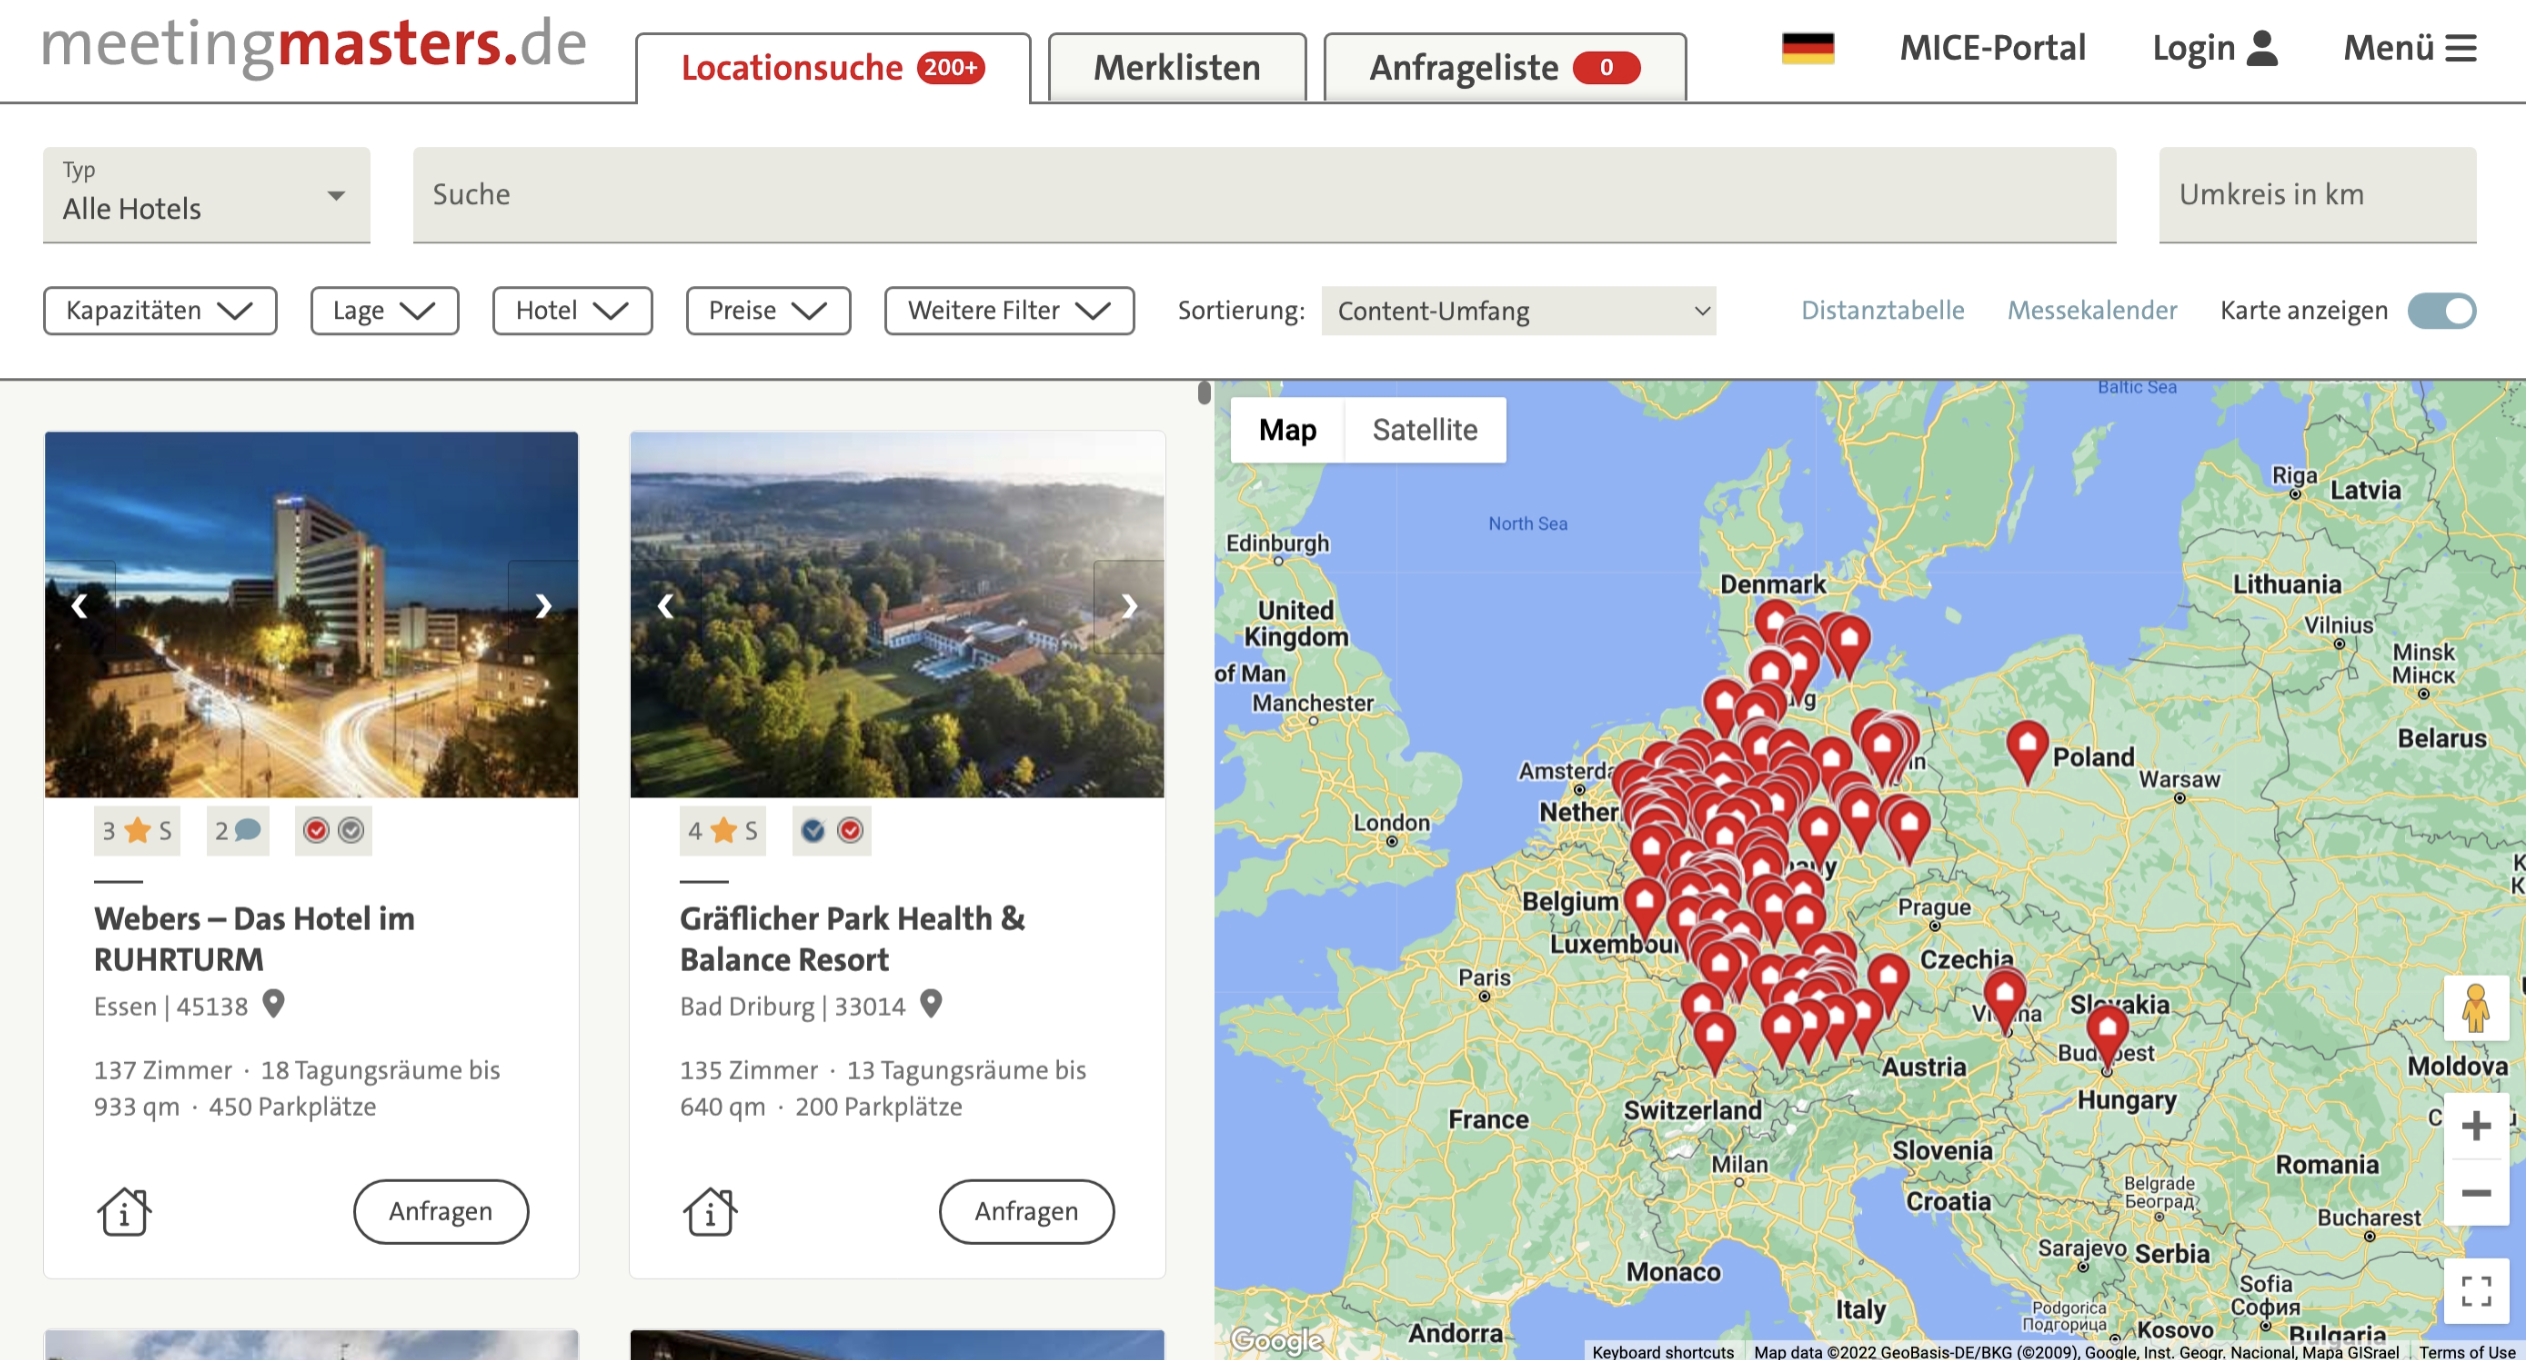 meetingmasters.de
Locationsuche 200+
Merklisten
Anfrageliste 0
MICE-Portal
Login
Menü
Typ
Alle Hotels
Suche
Umkreis in km
Kapazitäten
Lage
Hotel
Preise
Weitere Filter
Sortierung:
Content-Umfang
Distanztabelle
Messekalender
Karte anzeigen
3 S
2
Webers – Das Hotel im
RUHRTURM
Essen | 45138
137 Zimmer · 18 Tagungsräume bis
933 qm · 450 Parkplätze
Anfragen
4 S
Gräflicher Park Health &
Balance Resort
Bad Driburg | 33014
135 Zimmer · 13 Tagungsräume bis
640 qm · 200 Parkplätze
Anfragen
Map
Satellite
Baltic Sea
North Sea
Riga
Latvia
Edinburgh
Denmark
Lithuania
United
Kingdom
Vilnius
Minsk
Мінск
of Man
Manchester
Belarus
Poland
Warsaw
London
Belgium
Prague
Czechia
Paris
Slovakia
Moldova
Austria
Hungary
France
Switzerland
Milan
Slovenia
Romania
Croatia
Belgrade
Београд
Bucharest
Sarajevo
Serbia
Monaco
Sofia
София
Italy
Podgorica
Подгорица
Andorra
Kosovo
Bulgaria
Google
Keyboard shortcuts
Map data ©2022 GeoBasis-DE/BKG (©2009), Google, Inst. Geogr. Nacional, Mapa GISrael
Terms of Use